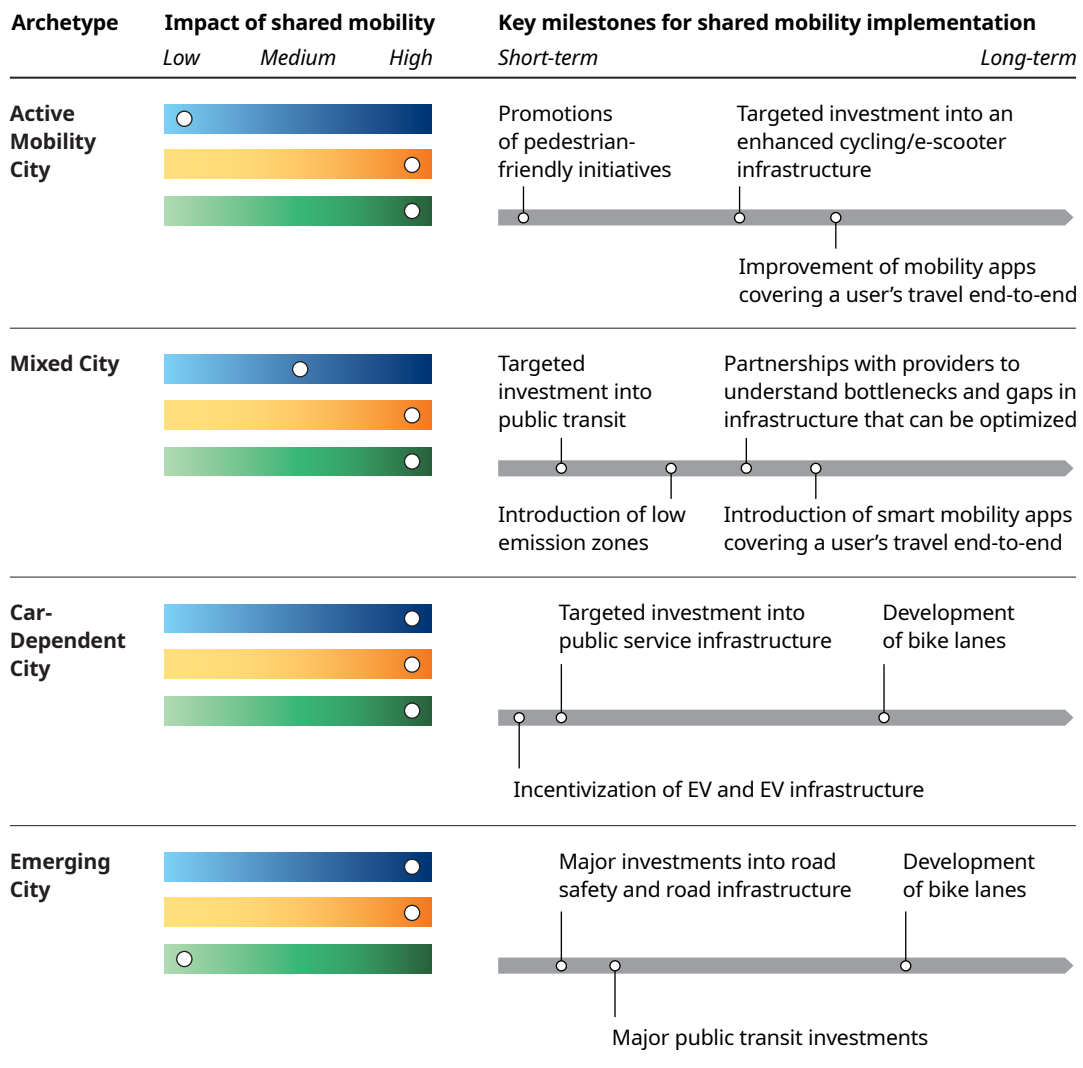 Archetype
Impact of shared mobility
Key milestones for shared mobility implementation
Low
Medium
High
Short-term
Long-term
Active
Mobility
City
Promotions
of pedestrian-
friendly initiatives
Targeted investment into an
enhanced cycling/e-scooter
infrastructure
Improvement of mobility apps
covering a user’s travel end-to-end
Mixed City
Targeted
investment into
public transit
Partnerships with providers to
understand bottlenecks and gaps in
infrastructure that can be optimized
Introduction of low
emission zones
Introduction of smart mobility apps
covering a user’s travel end-to-end
Car-
Dependent
City
Targeted investment into
public service infrastructure
Development
of bike lanes
Incentivization of EV and EV infrastructure
Emerging
City
Major investments into road
safety and road infrastructure
Development
of bike lanes
Major public transit investments